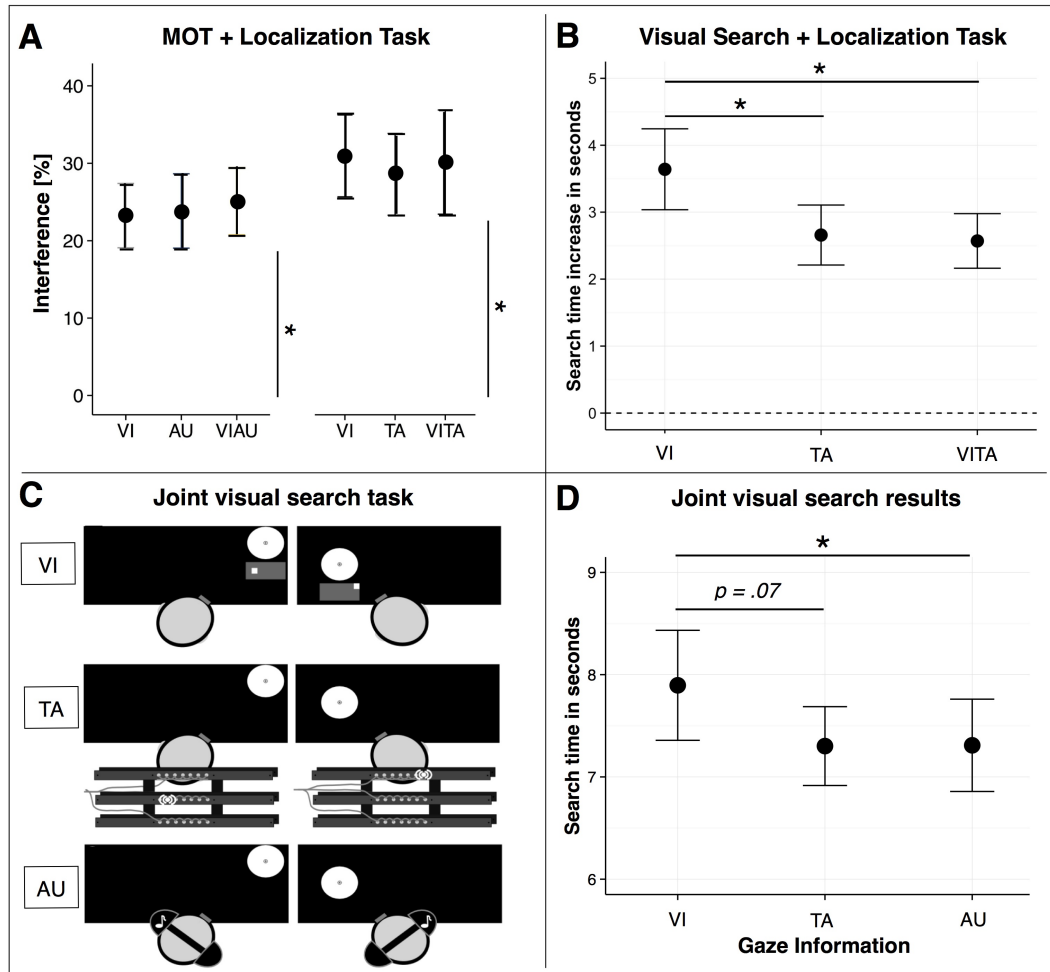 A
MOT + Localization Task
Interference [%]
40
30
20
10
0
*
*
VI AU VIAU VI TA VITA
B
Visual Search + Localization Task
Search time increase in seconds
5
4
3
2
1
0
*
*
VI TA VITA
C
Joint visual search task
VI
TA
AU
D
Joint visual search results
Search time in seconds
9
8
7
6
*
p = .07
VI TA AU
Gaze Information